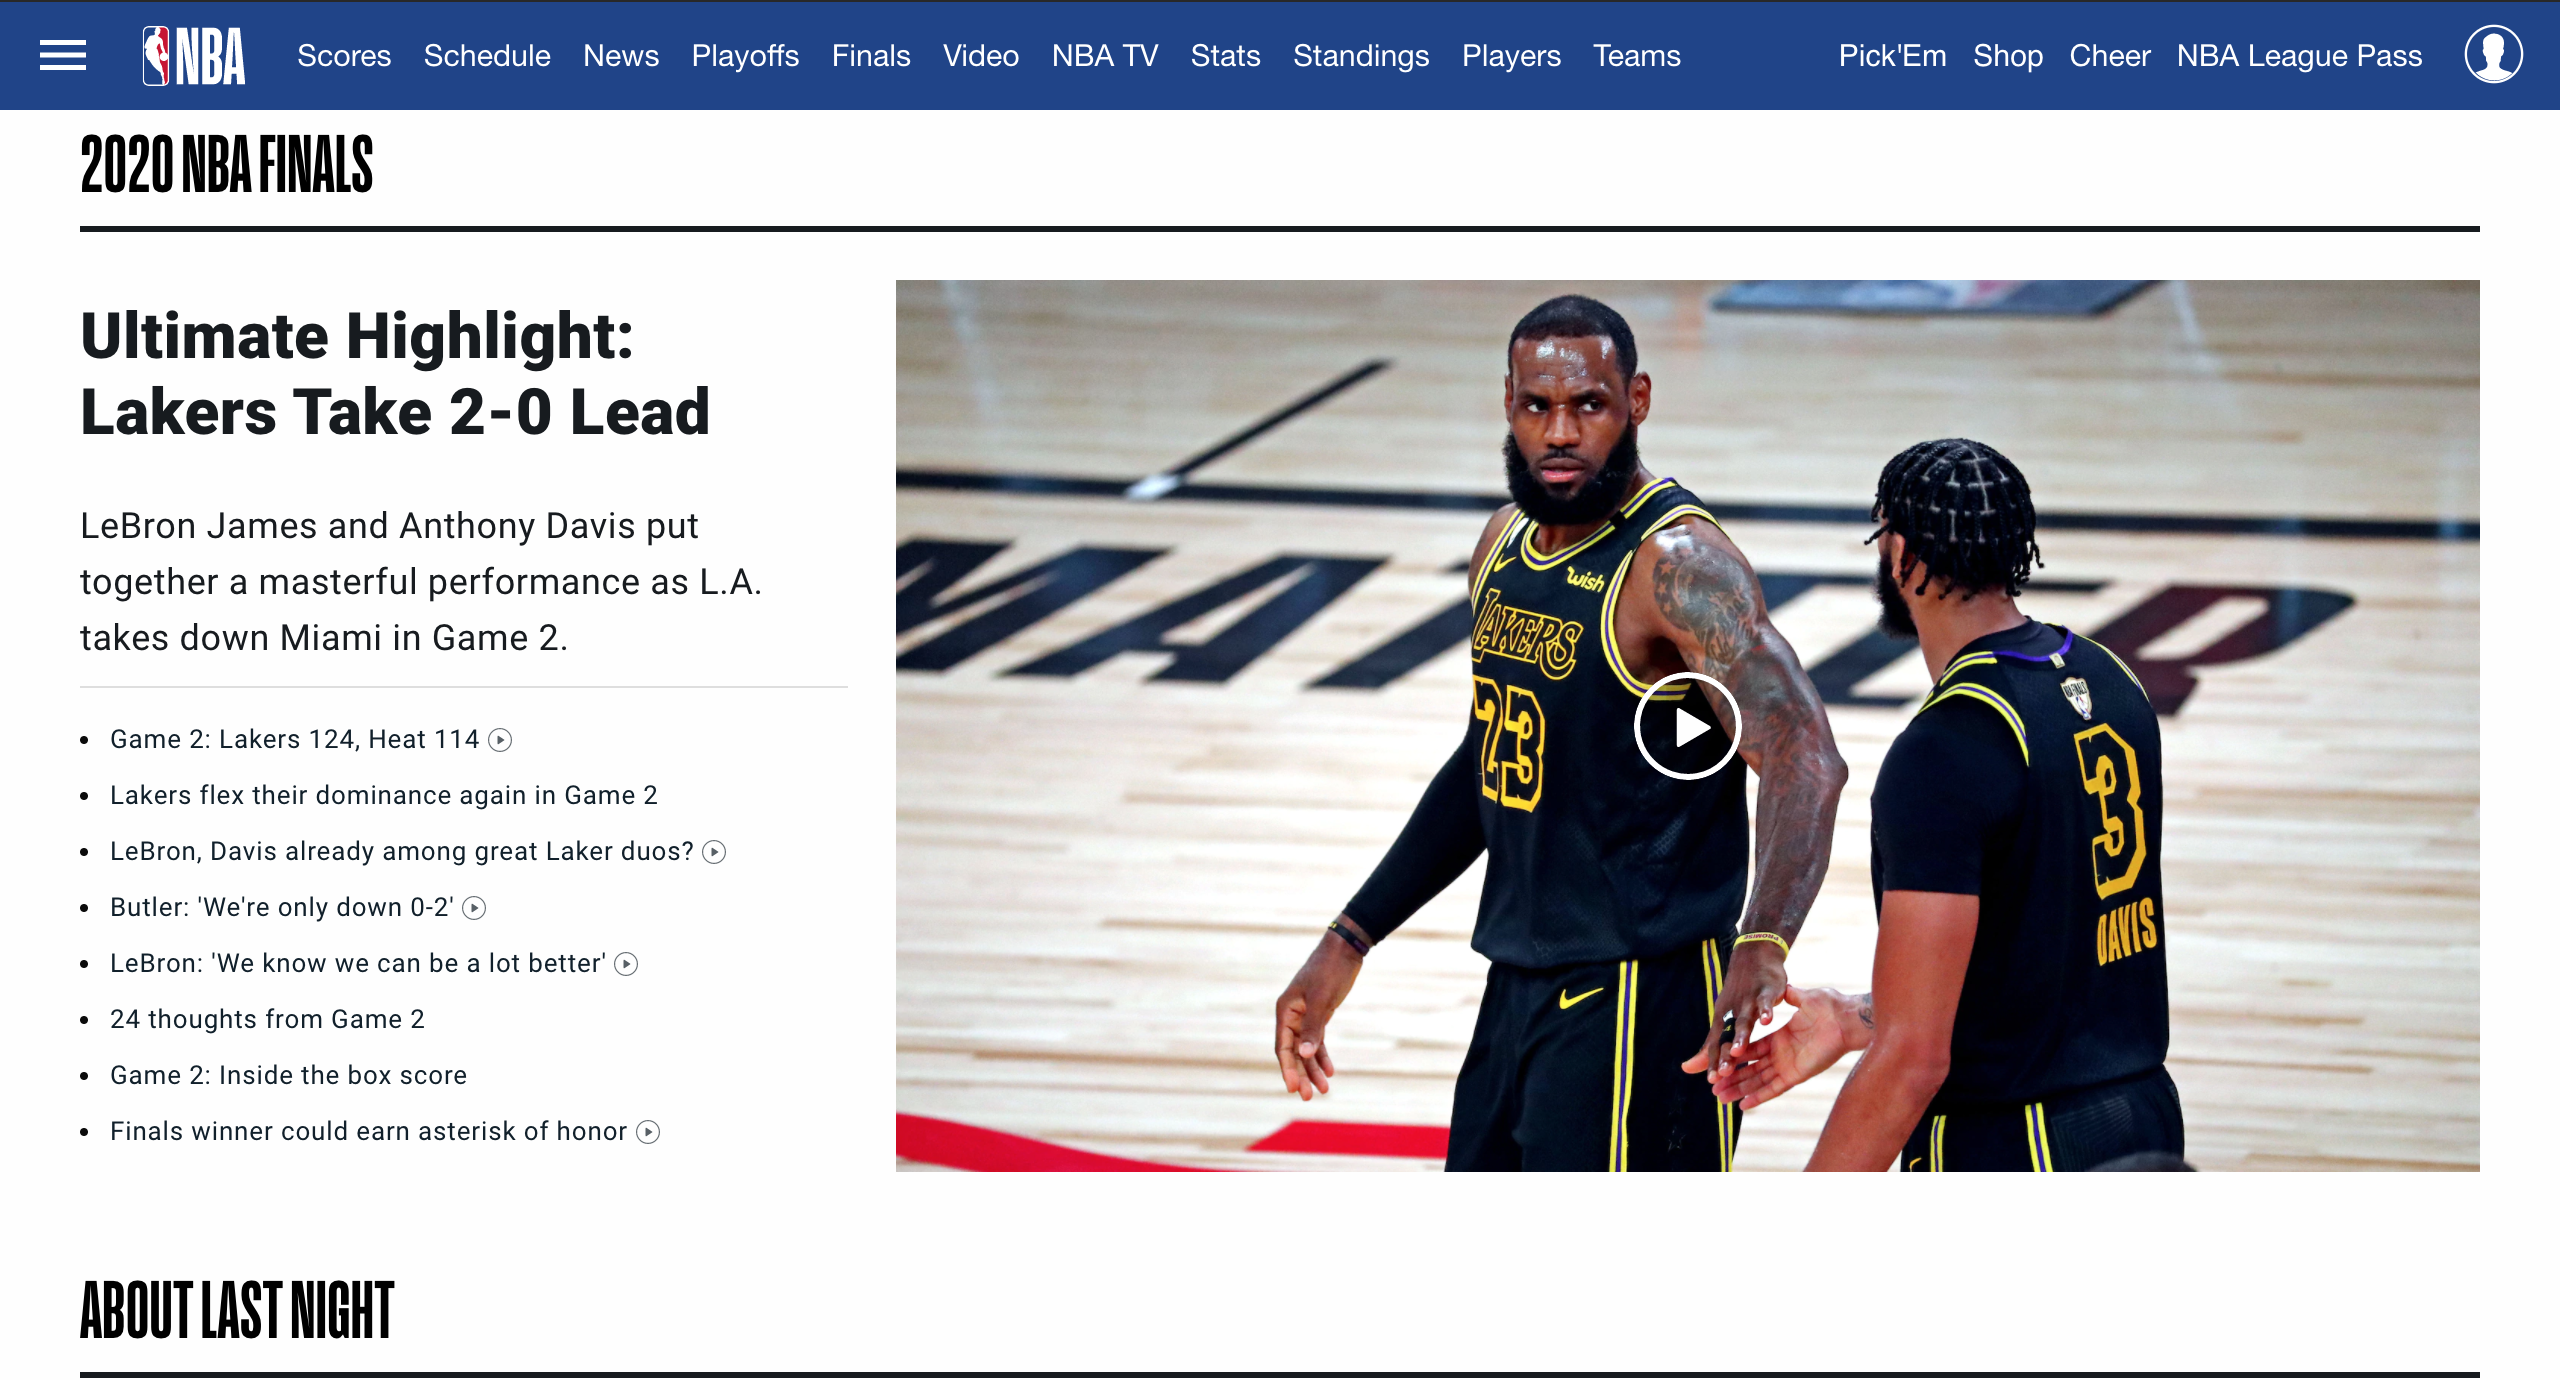 NBA
Scores Schedule News Playoffs Finals Video NBA TV Stats Standings Players Teams Pick'Em Shop Cheer NBA League Pass
2020 NBA FINALS
Ultimate Highlight:
Lakers Take 2-0 Lead
LeBron James and Anthony Davis put
together a masterful performance as L.A.
takes down Miami in Game 2.
Game 2: Lakers 124, Heat 114
Lakers flex their dominance again in Game 2
LeBron, Davis already among great Laker duos?
Butler: 'We're only down 0-2'
LeBron: 'We know we can be a lot better'
24 thoughts from Game 2
Game 2: Inside the box score
Finals winner could earn asterisk of honor
wish
LAKERS
23
3
DAVIS
ABOUT LAST NIGHT